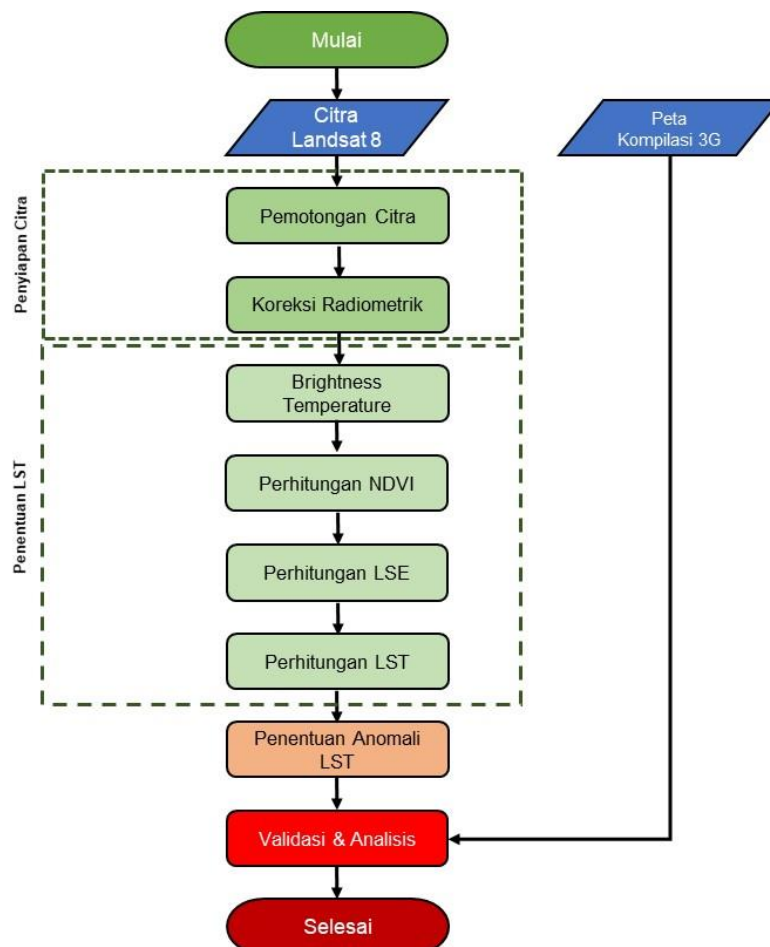 Mulai
Citra
Landsat 8
Peta
Kompilasi 3G
Penyiapan Citra
Pemotongan Citra
Koreksi Radiometrik
Penentuan LST
Brightness
Temperature
Perhitungan NDVI
Perhitungan LSE
Perhitungan LST
Penentuan Anomali
LST
Validasi & Analisis
Selesai